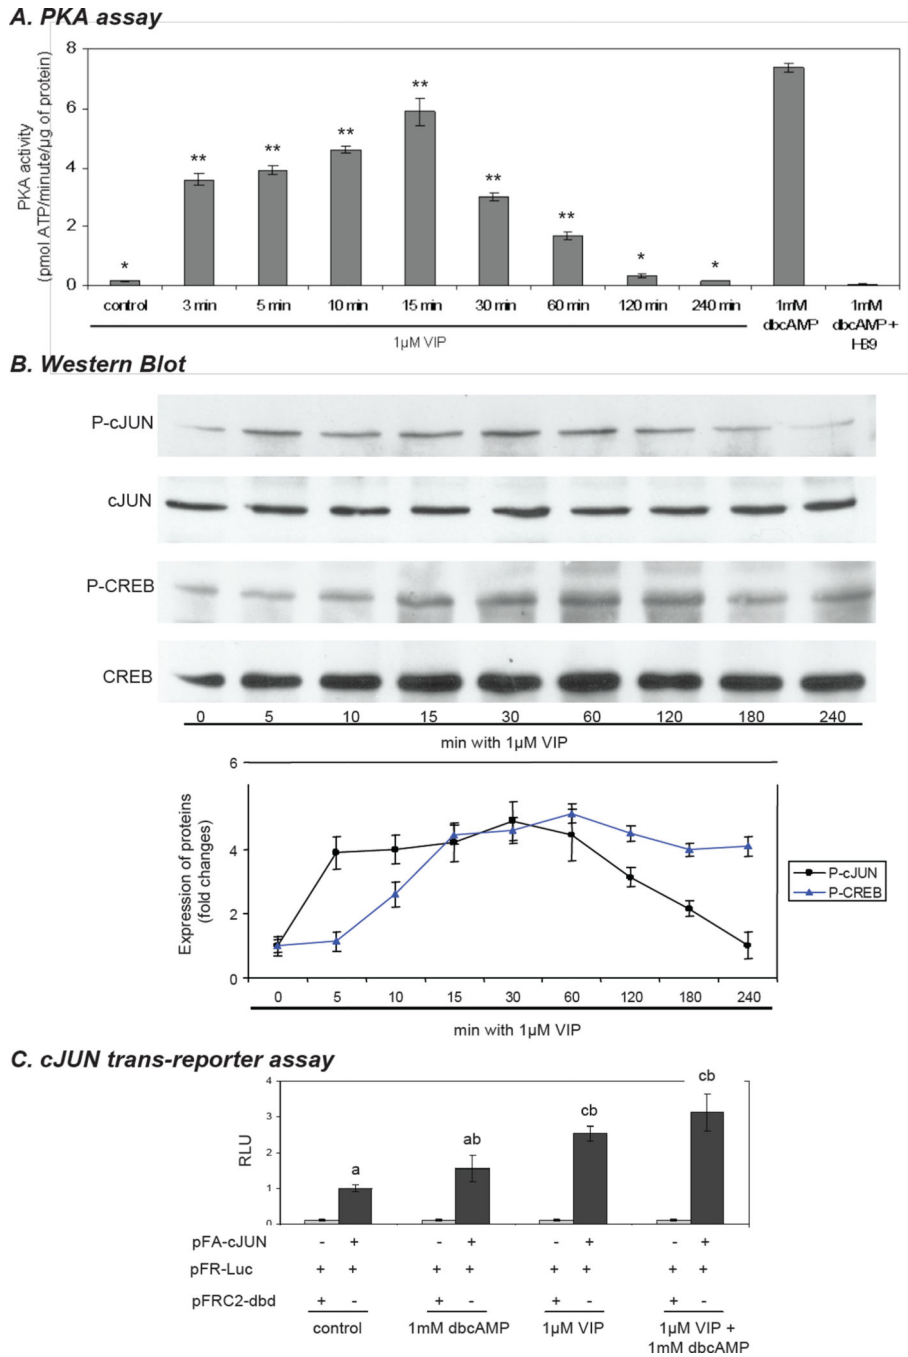 A. PKA assay
PKA activity
(pmol ATP/minute/µg of protein)
8
6
4
2
0
* ** ** ** ** ** ** * *
control 3 min 5 min 10 min 15 min 30 min 60 min 120 min 240 min 1mM 1mM
dbcAMP dbcAMP +
H89
1µM VIP
B. Western Blot
P-cJUN
cJUN
P-CREB
CREB
0 5 10 15 30 60 120 180 240
min with 1µM VIP
Expression of proteins
(fold changes)
6
4
2
0
P-cJUN
P-CREB
0 5 10 15 30 60 120 180 240
min with 1µM VIP
C. cJUN trans-reporter assay
RLU
4
3
2
1
0
a ab cb cb
pFA-cJUN - + - + - + - +
pFR-Luc + + + + + + + +
pFRC2-dbd + - + - + - + -
control 1mM dbcAMP 1µM VIP 1µM VIP +
1mM dbcAMP